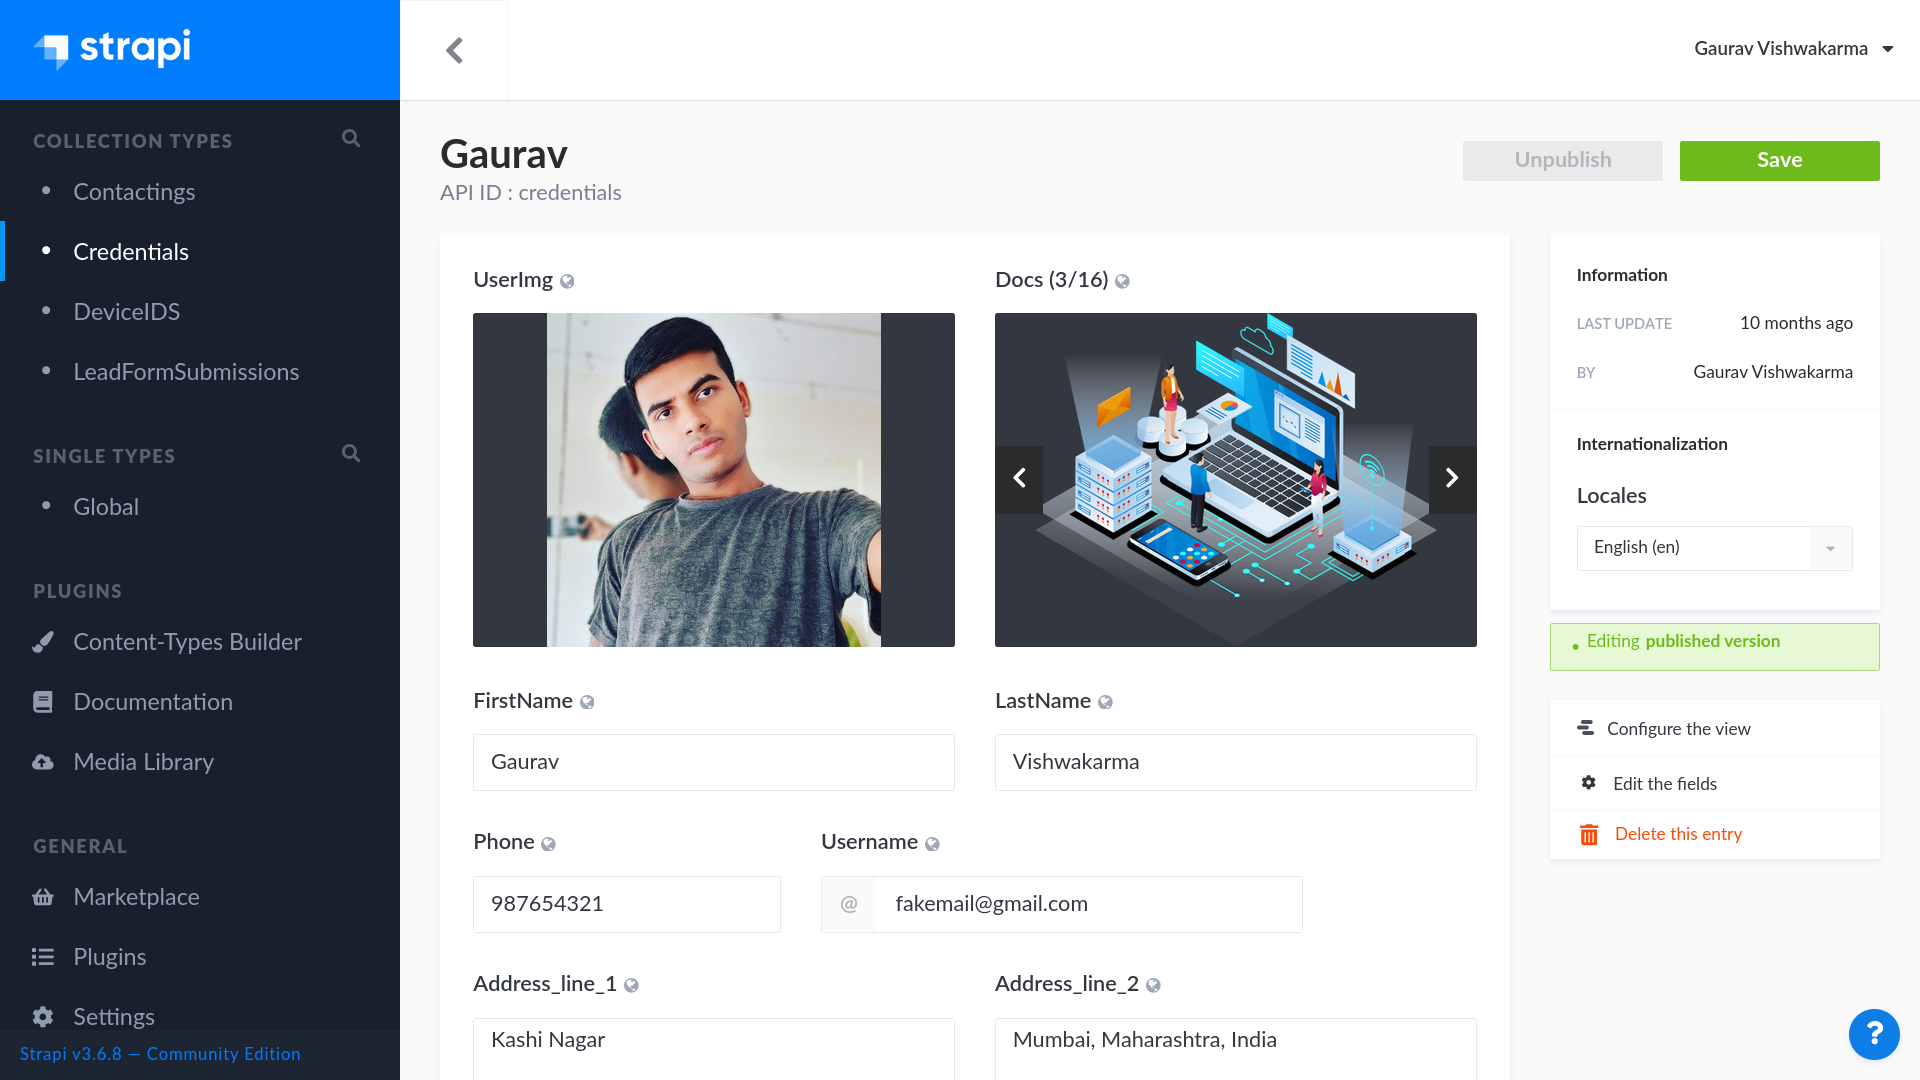 strapi
Gaurav Vishwakarma
COLLECTION TYPES
Contactings
Credentials
DeviceIDS
LeadFormSubmissions
SINGLE TYPES
Global
PLUGINS
Content-Types Builder
Documentation
Media Library
GENERAL
Marketplace
Plugins
Settings
Strapi v3.6.8 — Community Edition
Gaurav
API ID : credentials
Unpublish
Save
UserImg
Docs (3/16)
FirstName
LastName
Gaurav
Vishwakarma
Phone
Username
987654321
@ fakemail@gmail.com
Address_line_1
Address_line_2
Kashi Nagar
Mumbai, Maharashtra, India
Information
LAST UPDATE 10 months ago
BY Gaurav Vishwakarma
Internationalization
Locales
English (en)
Editing published version
Configure the view
Edit the fields
Delete this entry
?